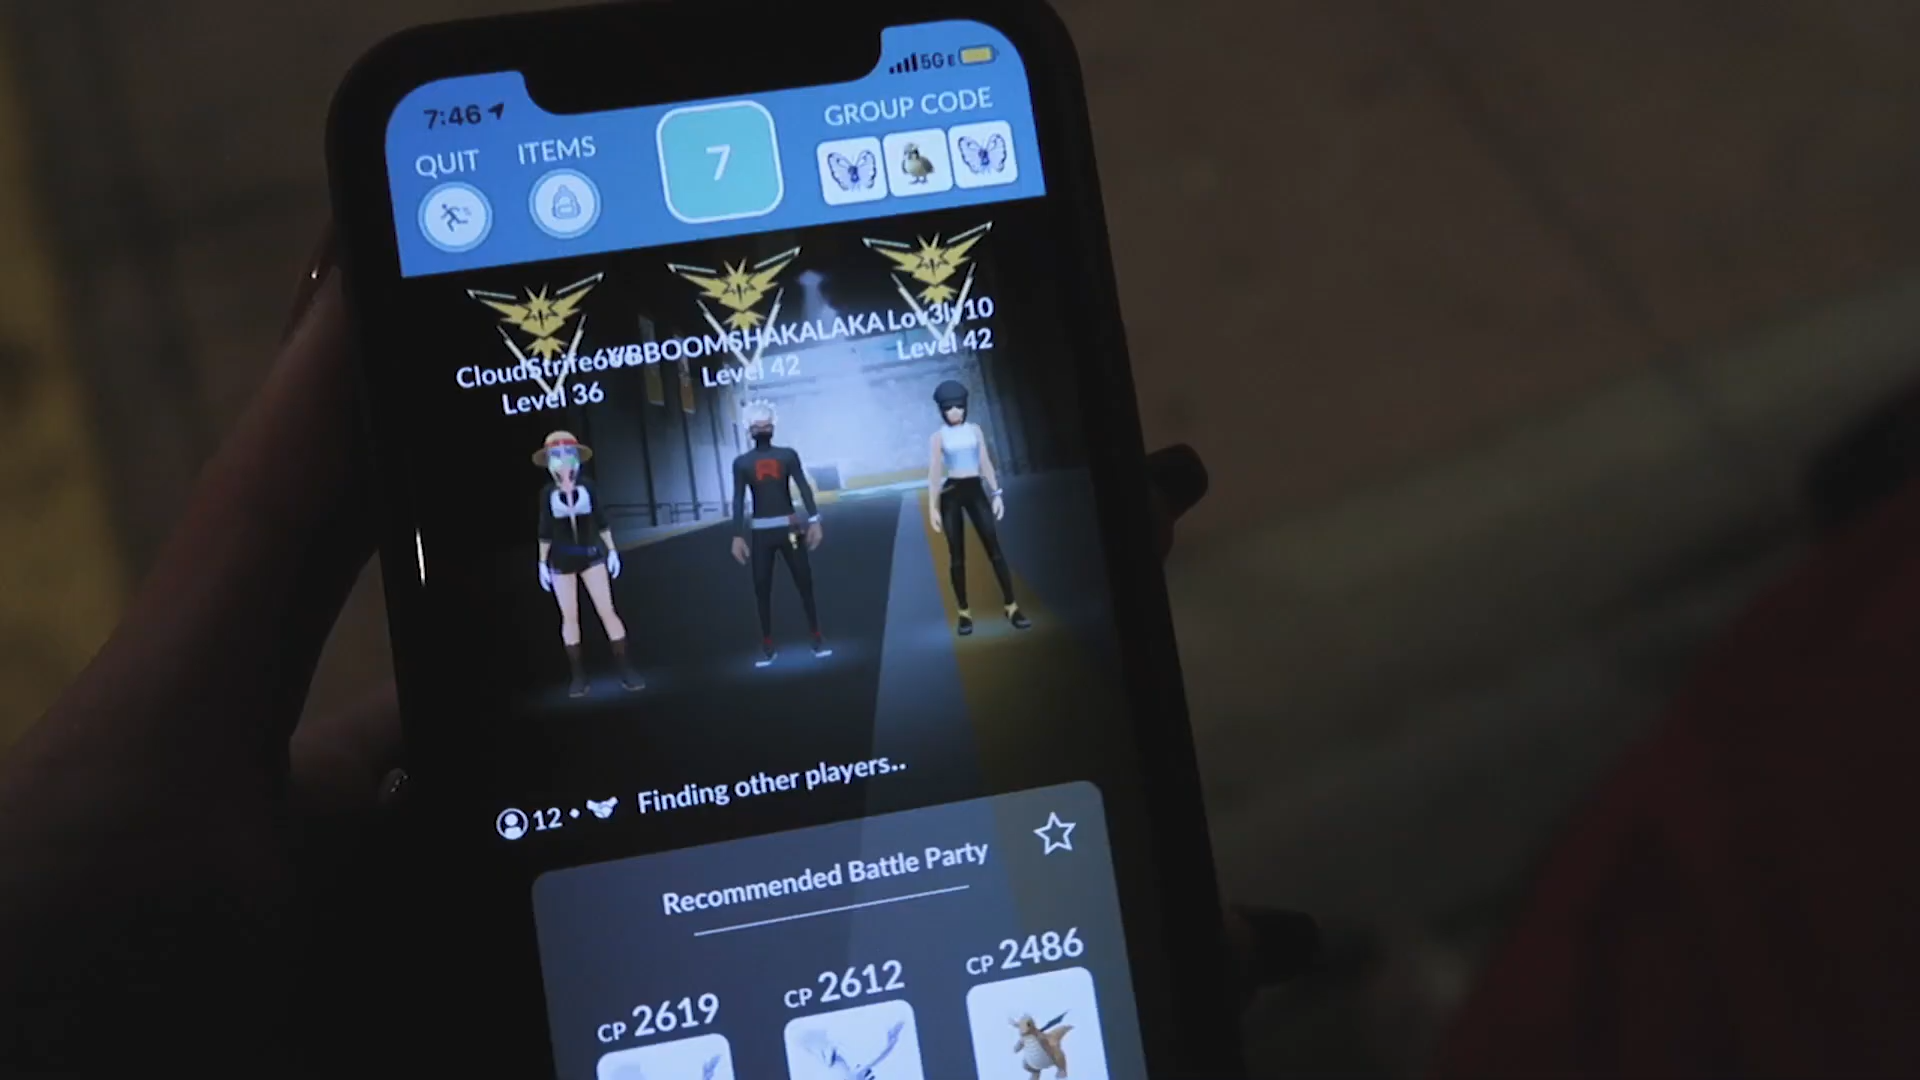 7:46
5G E
QUIT
ITEMS
7
GROUP CODE
Lov3ly10
Level 42
Level 42
Level 36
R
12 • Finding other players..
Recommended Battle Party
CP 2619
CP 2612
CP 2486